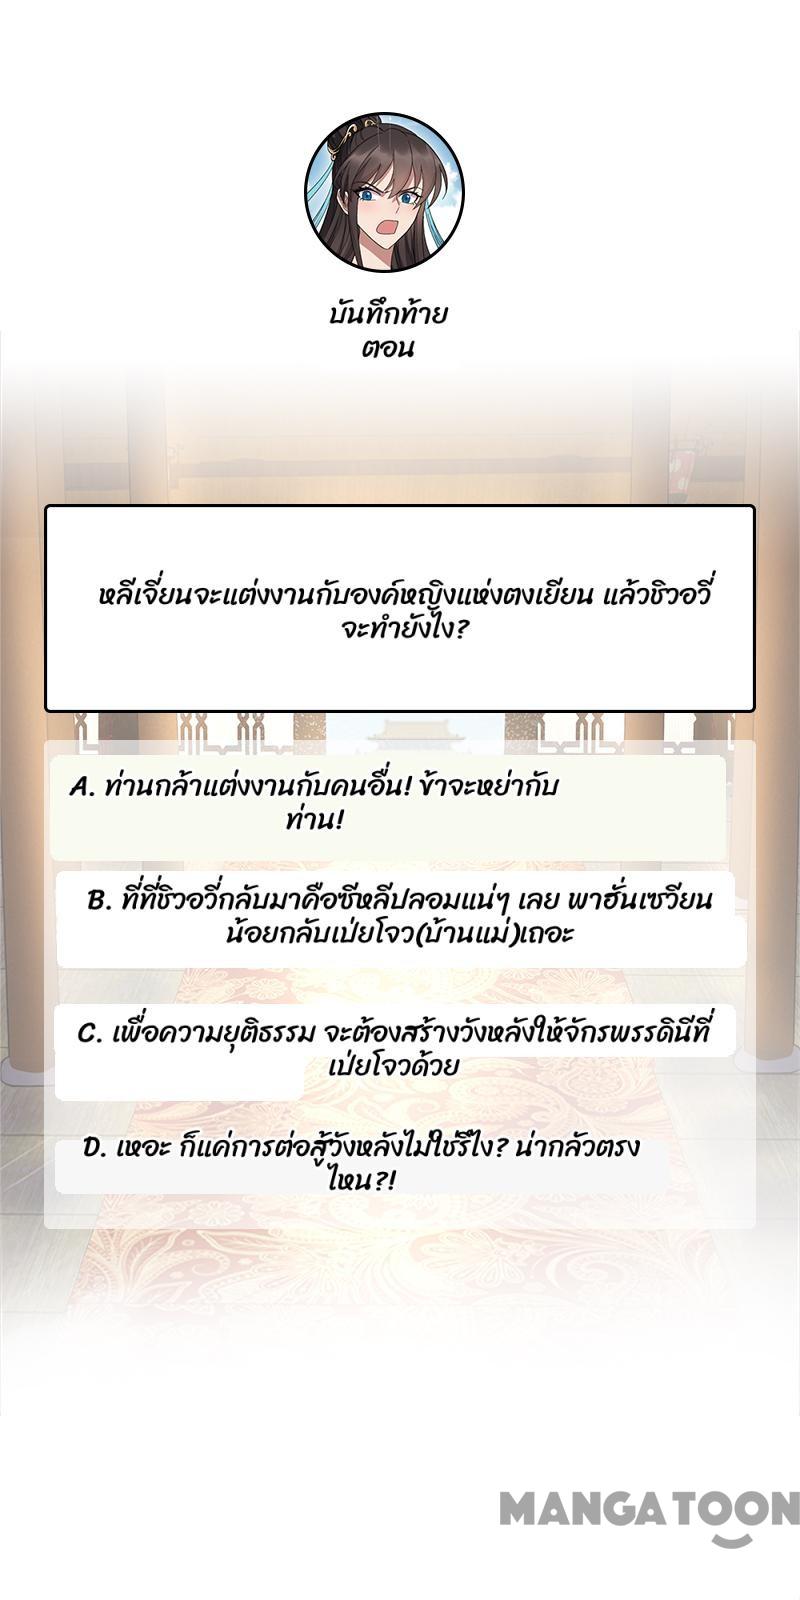 บันทึกท้าย
ตอน
หลีเจี่ยนจะแต่งงานกับองค์หญิงแห่งตงเยียน แล้วชิวอวี่
จะทำยังไง?
A. ท่านกล้าแต่งงานกับคนอื่น! ข้าจะหย่ากับ
ท่าน!
B. ที่ที่ชิวอวี่กลับมาคือซีหลีปลอมแน่ๆ เลย พาฮั่นเซวียน
น้อยกลับเป่ยโจว(บ้านแม่)เถอะ
C. เพื่อความยุติธรรม จะต้องสร้างวังหลังให้จักรพรรดินีที่
เป่ยโจวด้วย
D. เหอะ ก็แค่การต่อสู้วังหลังไม่ใช่รึไง? น่ากลัวตรง
ไหน?!
MANGATOON